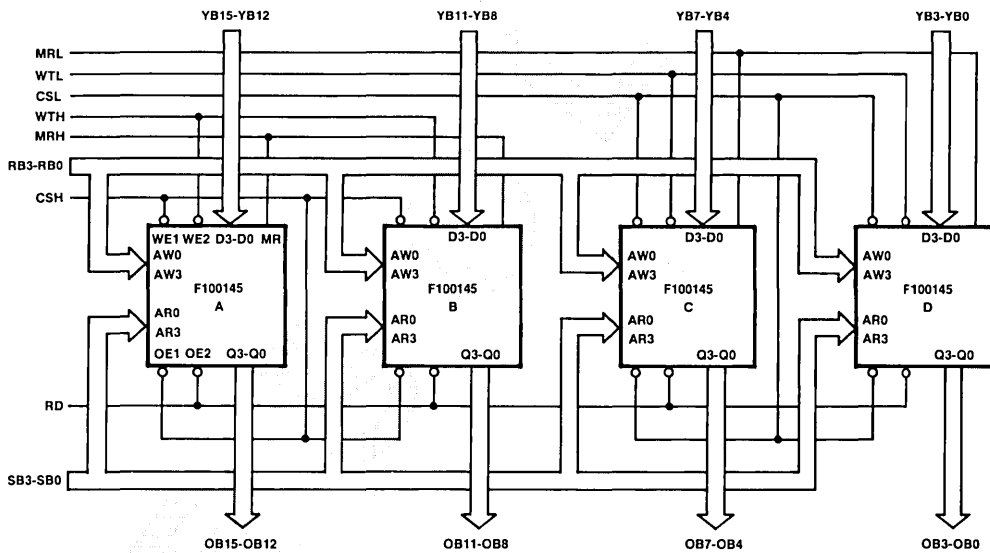 YB15-YB12 YB11-YB8 YB7-YB4 YB3-YB0
MRL
WTL
CSL
WTH
MRH
RB3-RB0
CSH
WE1 WE2 D3-D0 MR D3-D0 D3-D0 D3-D0
AW0 AW0 AW0 AW0
AW3 AW3 AW3 AW3
F100145 F100145 F100145 F100145
A B C D
AR0 AR0 AR0 AR0
AR3 AR3 AR3 AR3
OE1 OE2 Q3-Q0 Q3-Q0 Q3-Q0 Q3-Q0
RD
SB3-SB0
OB15-OB12 OB11-OB8 OB7-OB4 OB3-OB0